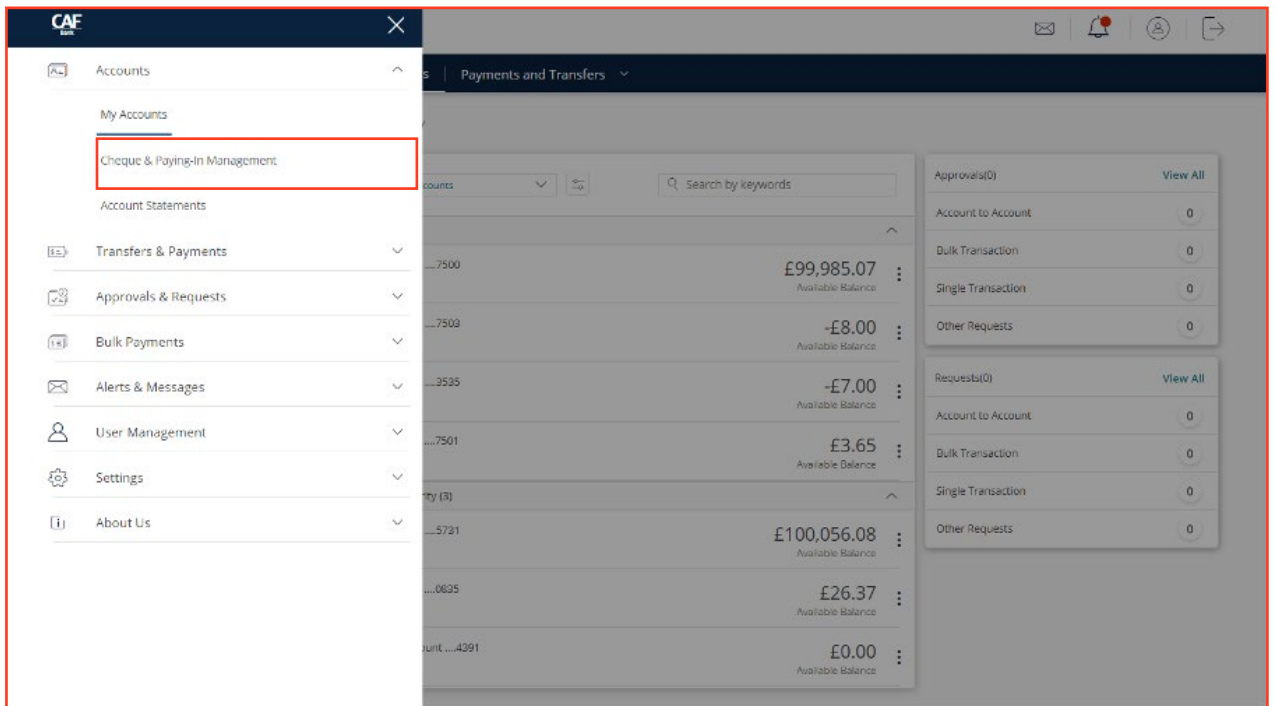 CAF
Bank
Accounts
My Accounts
Cheque & Paying-In Management
Account Statements
Transfers & Payments
Approvals & Requests
Bulk Payments
Alerts & Messages
User Management
Settings
About Us
s | Payments and Transfers
counts
Search by keywords
....7500
£99,985.07
Available Balance
....7503
-£8.00
Available Balance
....3535
-£7.00
Available Balance
....7501
£3.65
Available Balance
rity (3)
....5731
£100,056.08
Available Balance
....0835
£26.37
Available Balance
ount ....4391
£0.00
Available Balance
Approvals(0) View All
Account to Account 0
Bulk Transaction 0
Single Transaction 0
Other Requests 0
Requests(0) View All
Account to Account 0
Bulk Transaction 0
Single Transaction 0
Other Requests 0